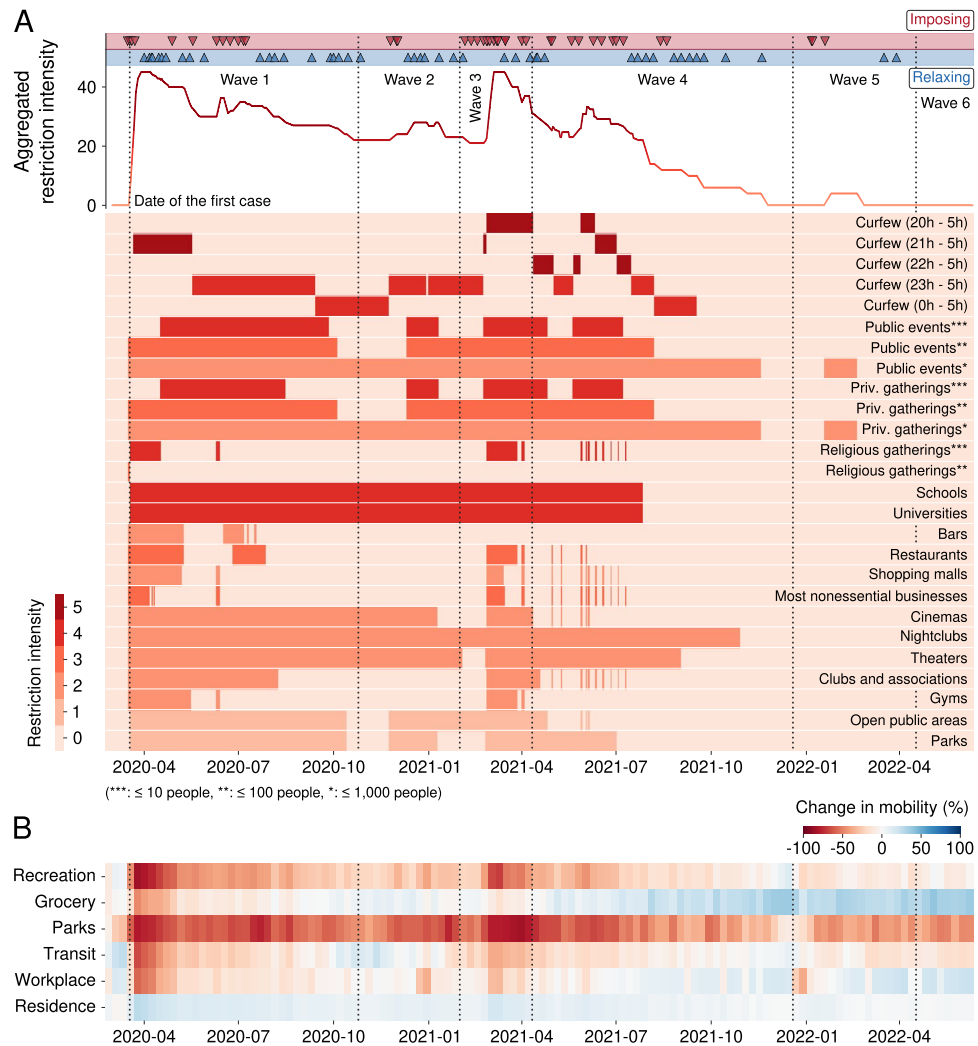 A
Imposing
Relaxing
Aggregated
restriction intensity
40
20
0
Wave 1
Wave 2
Wave 3
Wave 4
Wave 5
Wave 6
Date of the first case
Curfew (20h - 5h)
Curfew (21h - 5h)
Curfew (22h - 5h)
Curfew (23h - 5h)
Curfew (0h - 5h)
Public events***
Public events**
Public events*
Priv. gatherings***
Priv. gatherings**
Priv. gatherings*
Religious gatherings***
Religious gatherings**
Schools
Universities
Bars
Restaurants
Shopping malls
Most nonessential businesses
Cinemas
Nightclubs
Theaters
Clubs and associations
Gyms
Open public areas
Parks
Restriction intensity
5
4
3
2
1
0
2020-04 2020-07 2020-10 2021-01 2021-04 2021-07 2021-10 2022-01 2022-04
(***: ≤ 10 people, **: ≤ 100 people, *: ≤ 1,000 people)
B
Change in mobility (%)
-100 -50 0 50 100
Recreation
Grocery
Parks
Transit
Workplace
Residence
2020-04 2020-07 2020-10 2021-01 2021-04 2021-07 2021-10 2022-01 2022-04